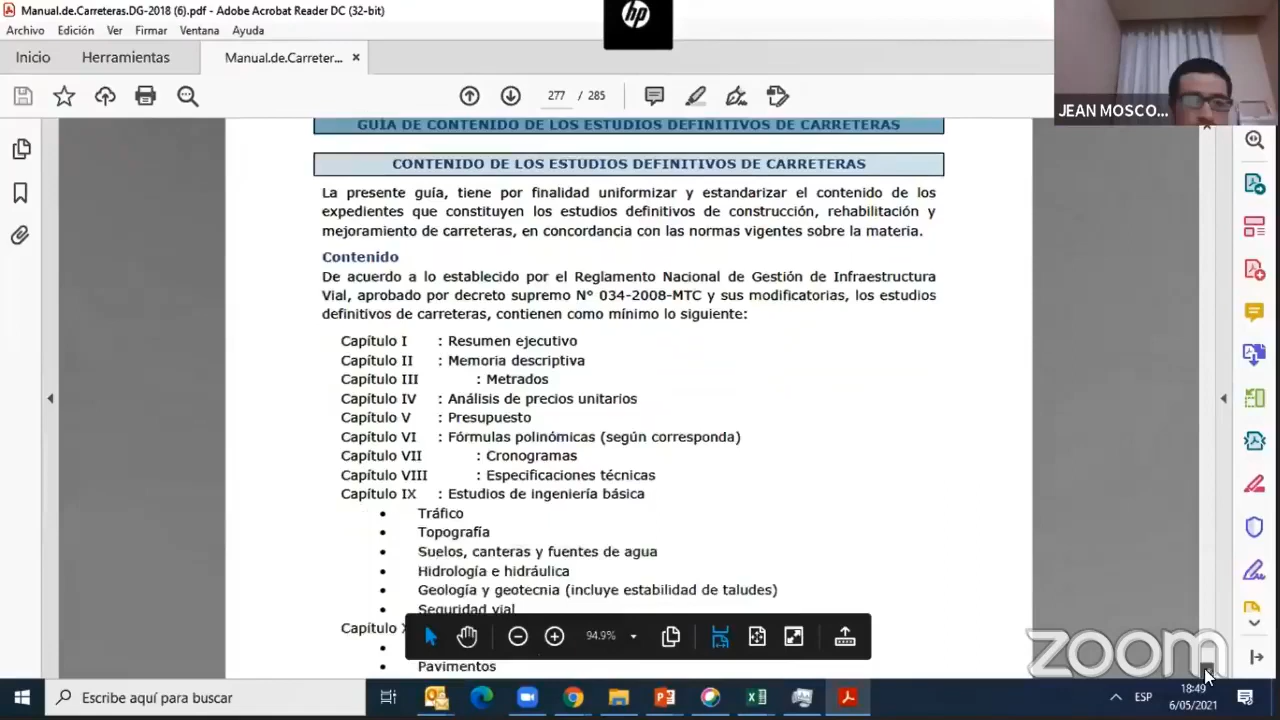 Manual.de.Carreteras.DG-2018 (6).pdf - Adobe Acrobat Reader DC (32-bit)
Archivo Edición Ver Firmar Ventana Ayuda
Inicio Herramientas Manual.de.Carreter... ×
277 / 285
hp
JEAN MOSCO...
GUÍA DE CONTENIDO DE LOS ESTUDIOS DEFINITIVOS DE CARRETERAS
CONTENIDO DE LOS ESTUDIOS DEFINITIVOS DE CARRETERAS
La presente guía, tiene por finalidad uniformizar y estandarizar el contenido de los
expedientes que constituyen los estudios definitivos de construcción, rehabilitación y
mejoramiento de carreteras, en concordancia con las normas vigentes sobre la materia.
Contenido
De acuerdo a lo establecido por el Reglamento Nacional de Gestión de Infraestructura
Vial, aprobado por decreto supremo N° 034-2008-MTC y sus modificatorias, los estudios
definitivos de carreteras, contienen como mínimo lo siguiente:
Capítulo I : Resumen ejecutivo
Capítulo II : Memoria descriptiva
Capítulo III : Metrados
Capítulo IV : Análisis de precios unitarios
Capítulo V : Presupuesto
Capítulo VI : Fórmulas polinómicas (según corresponda)
Capítulo VII : Cronogramas
Capítulo VIII : Especificaciones técnicas
Capítulo IX : Estudios de ingeniería básica
• Tráfico
• Topografía
• Suelos, canteras y fuentes de agua
• Hidrología e hidráulica
• Geología y geotecnia (incluye estabilidad de taludes)
• Seguridad vial
Capítulo X
•
• Pavimentos
94.9%
zoom
Escribe aquí para buscar
ESP
18:49
6/05/2021